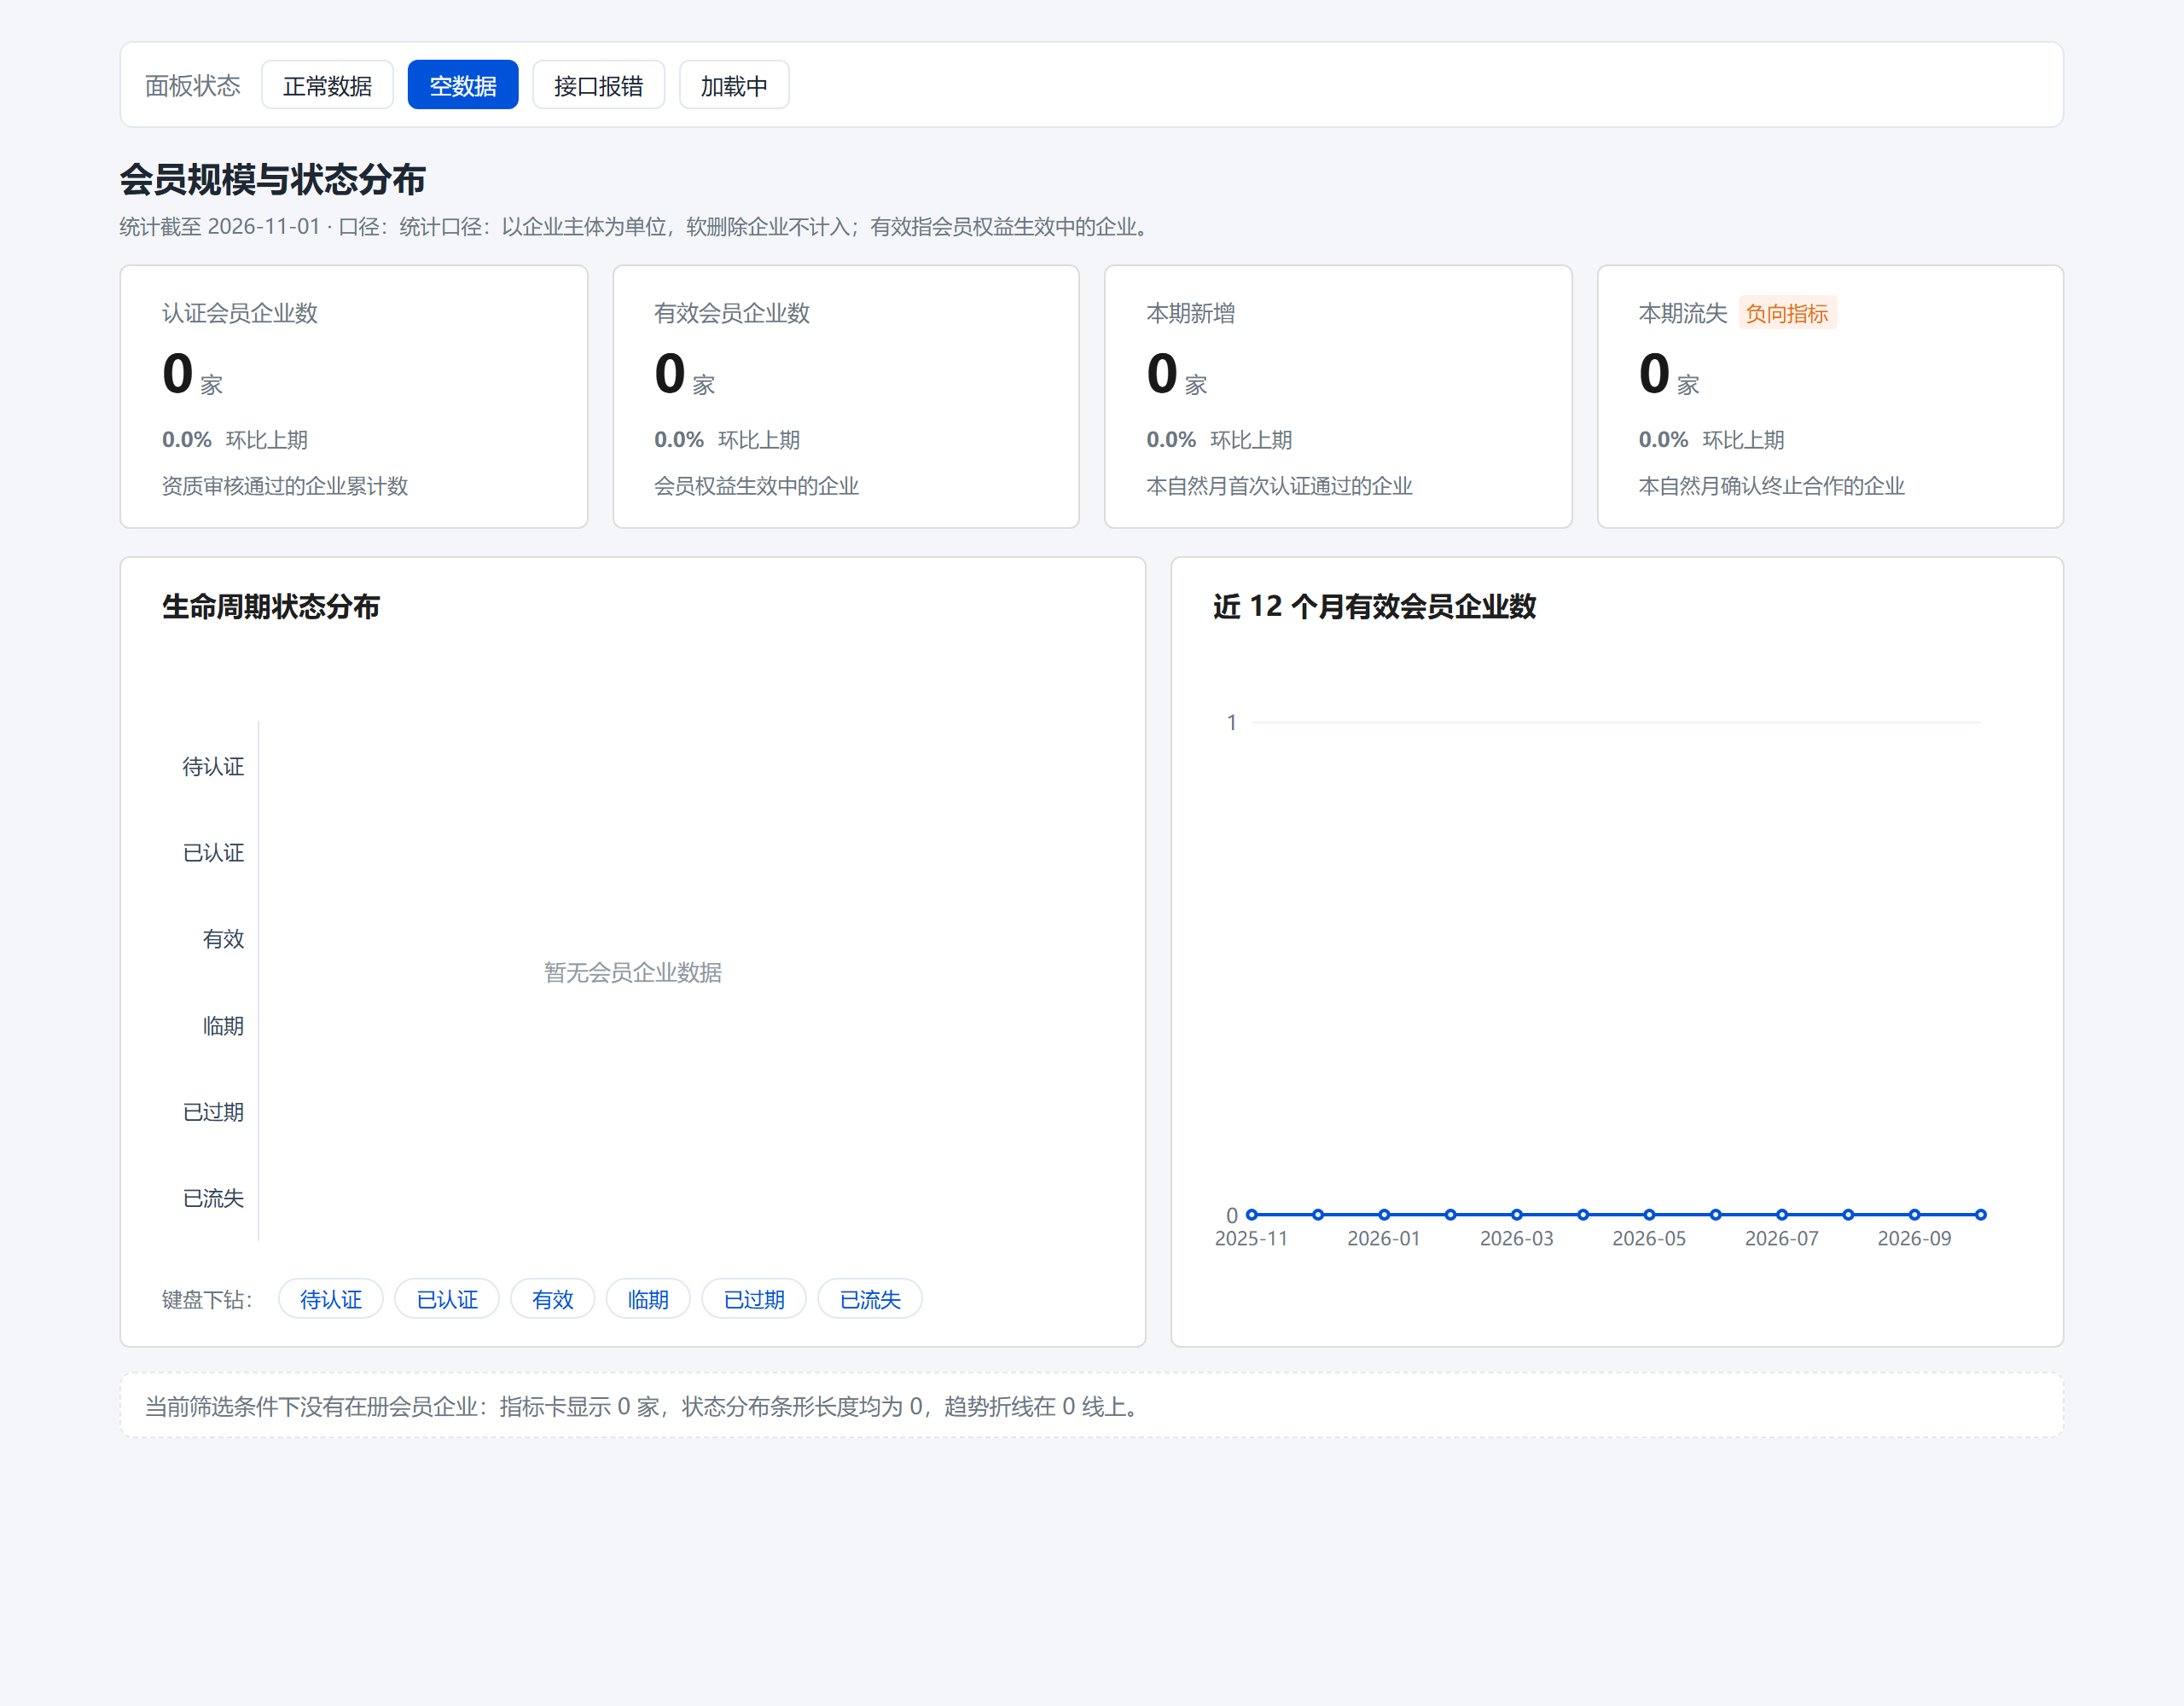 面板状态 正常数据 空数据 接口报错 加载中
会员规模与状态分布
统计截至 2026-11-01 · 口径：统计口径：以企业主体为单位，软删除企业不计入；有效指会员权益生效中的企业。
认证会员企业数
0 家
0.0% 环比上期
资质审核通过的企业累计数
有效会员企业数
0 家
0.0% 环比上期
会员权益生效中的企业
本期新增
0 家
0.0% 环比上期
本自然月首次认证通过的企业
本期流失 负向指标
0 家
0.0% 环比上期
本自然月确认终止合作的企业
生命周期状态分布
待认证
已认证
有效
暂无会员企业数据
临期
已过期
已流失
键盘下钻： 待认证 已认证 有效 临期 已过期 已流失
近 12 个月有效会员企业数
1
0
2025-11 2026-01 2026-03 2026-05 2026-07 2026-09
当前筛选条件下没有在册会员企业：指标卡显示 0 家，状态分布条形长度均为 0，趋势折线在 0 线上。